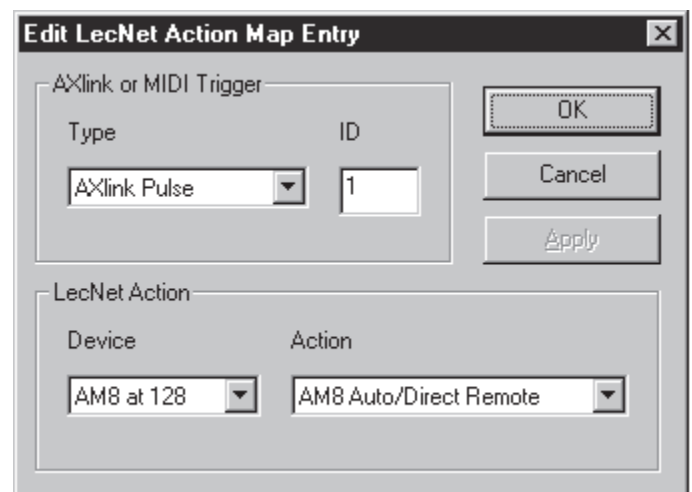 Edit LecNet Action Map Entry
AXlink or MIDI Trigger
Type
ID
AXlink Pulse
1
OK
Cancel
Apply
LecNet Action
Device
Action
AM8 at 128
AM8 Auto/Direct Remote